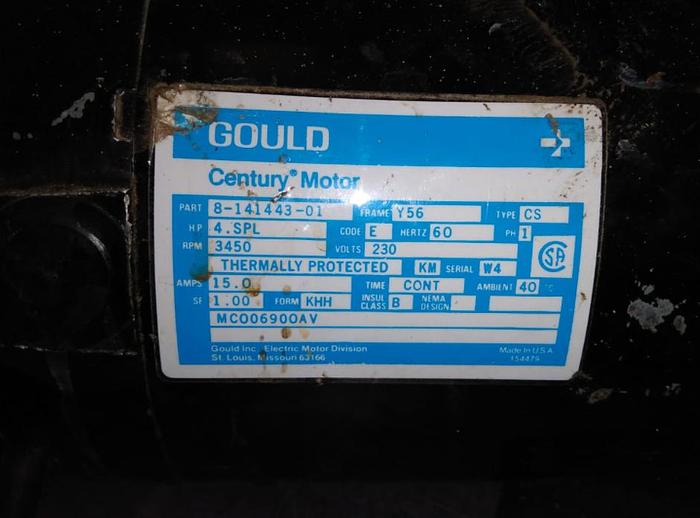 GOULD
Century® Motor
PART 8-141443-01 FRAME Y56 TYPE CS
HP 4.SPL CODE E HERTZ 60 PH 1
RPM 3450 VOLTS 230
THERMALLY PROTECTED KM SERIAL W4
AMPS 15.0 TIME CONT AMBIENT 40 °C
SF 1.00 FORM KHH INSUL CLASS B NEMA DESIGN
MC006900AV
Gould Inc., Electric Motor Division
St. Louis, Missouri 63166
Made in U.S.A.
154479